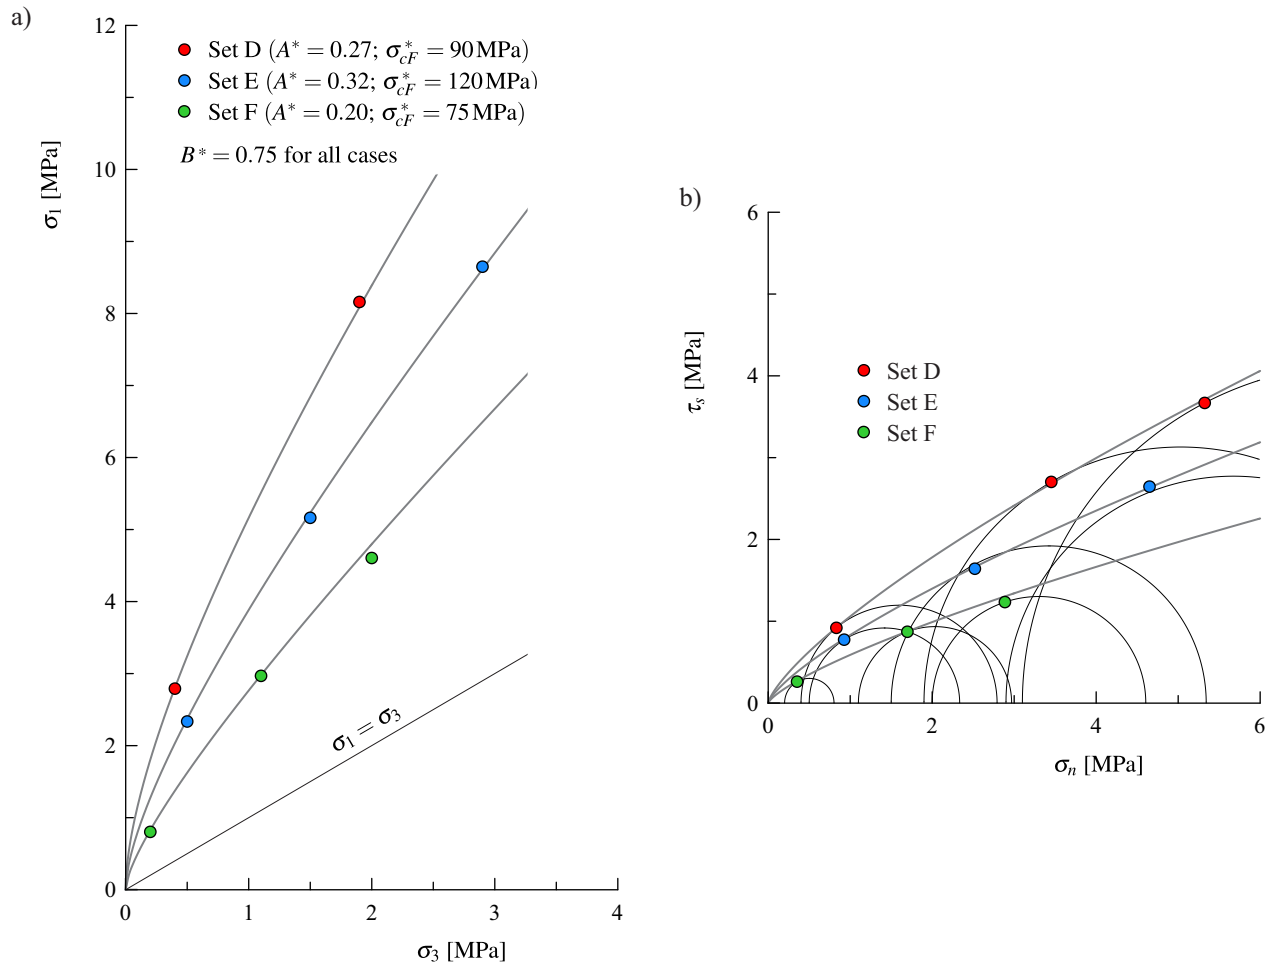 a)
12
Set D (A* = 0.27; σ*cF = 90 MPa)
Set E (A* = 0.32; σ*cF = 120 MPa)
Set F (A* = 0.20; σ*cF = 75 MPa)
B* = 0.75 for all cases
10
σ1 [MPa]
8
6
4
2
0
σ1 = σ3
0 1 2 3 4
σ3 [MPa]
b)
6
τs [MPa]
4
Set D
Set E
Set F
2
0
0 2 4 6
σn [MPa]